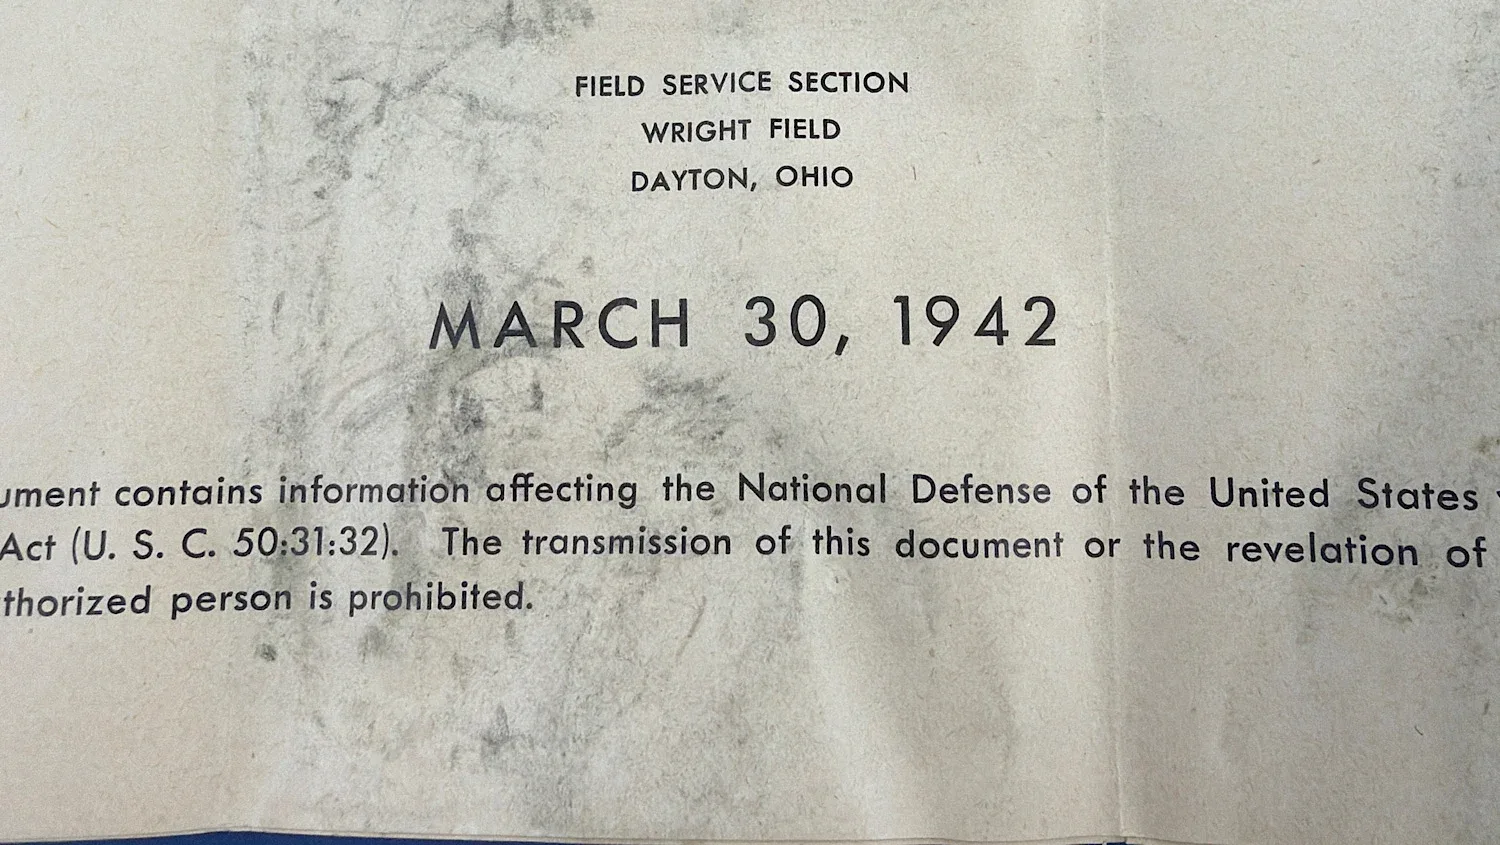 FIELD SERVICE SECTION
WRIGHT FIELD
DAYTON, OHIO
MARCH 30, 1942
ument contains information affecting the National Defense of the United States
Act (U. S. C. 50:31:32). The transmission of this document or the revelation of
thorized person is prohibited.